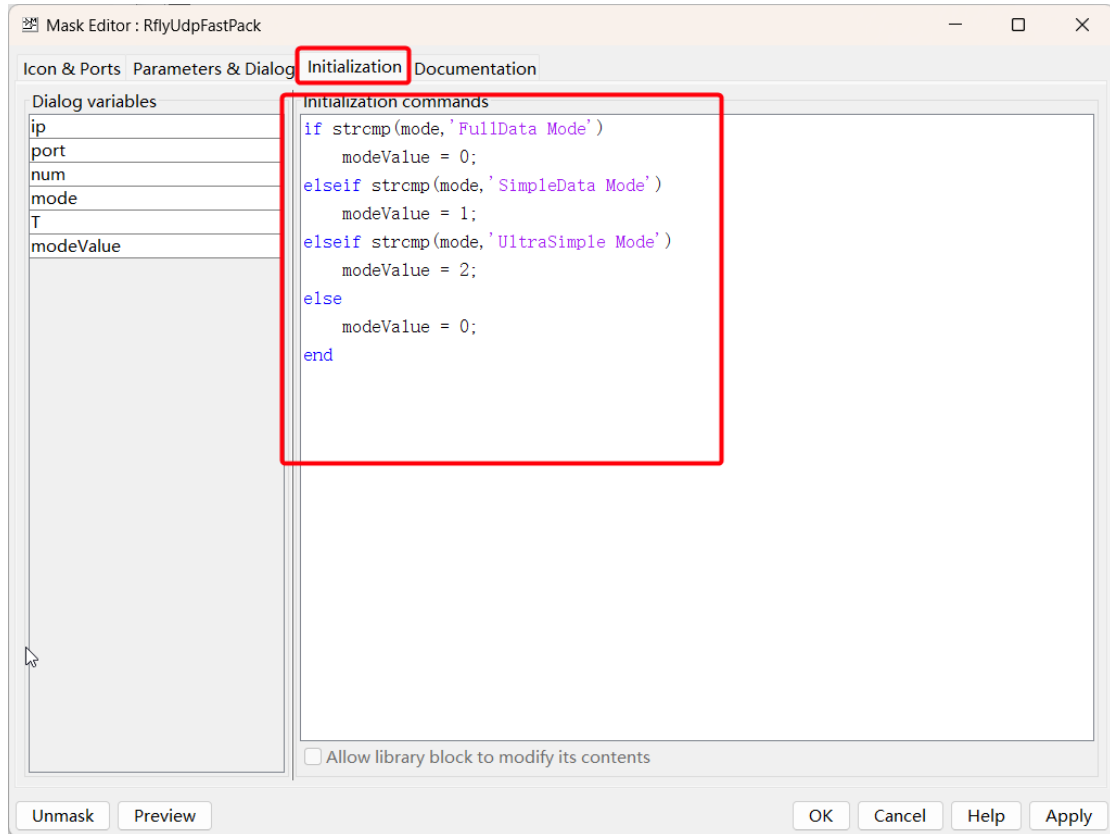 Mask Editor : RflyUdpFastPack
Icon & Ports Parameters & Dialog Initialization Documentation
Dialog variables
ip
port
num
mode
T
modeValue
Initialization commands
if strcmp(mode,'FullData Mode')
    modeValue = 0;
elseif strcmp(mode,'SimpleData Mode')
    modeValue = 1;
elseif strcmp(mode,'UltraSimple Mode')
    modeValue = 2;
else
    modeValue = 0;
end
Allow library block to modify its contents
Unmask Preview OK Cancel Help Apply